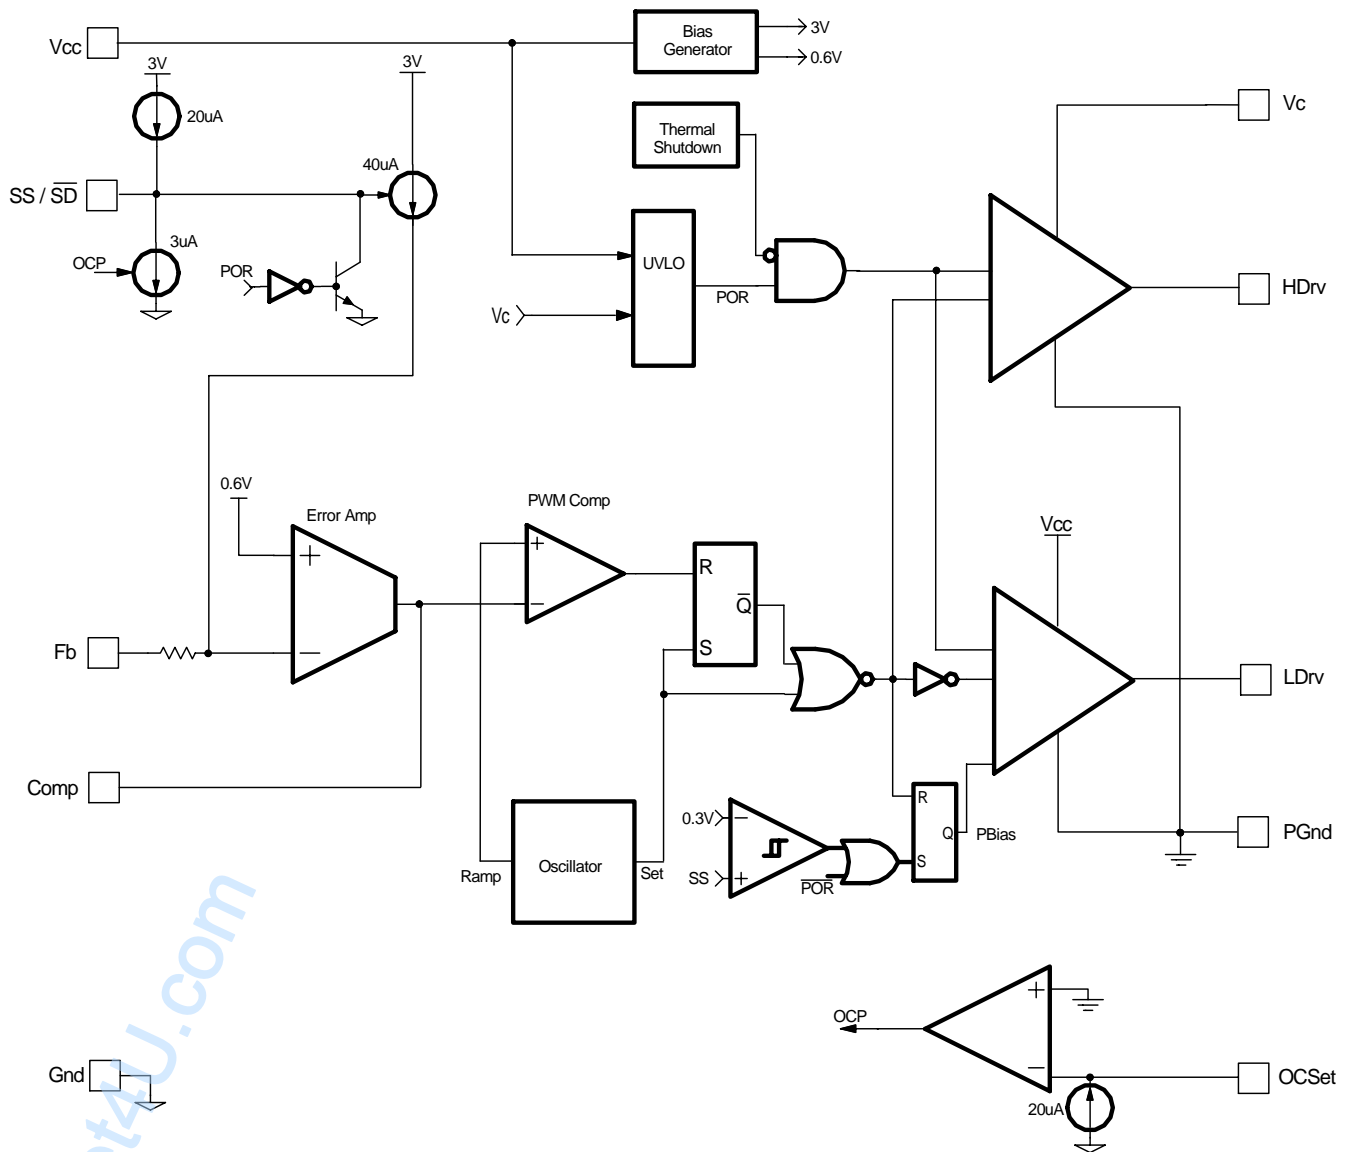 Vcc
Bias
Generator
3V
0.6V
3V
3V
20uA
Thermal
Shutdown
Vc
40uA
SS / SD
3uA
OCP
POR
UVLO
POR
Vc
HDrv
0.6V
Error Amp
PWM Comp
Vcc
+
+
R
Q
−
S
Fb
−
LDrv
Comp
R
0.3V
−
Q
PBias
PGnd
Oscillator
Ramp
Set
SS
+
S
POR
+
OCP
−
Gnd
OCSet
20uA
et4U.com